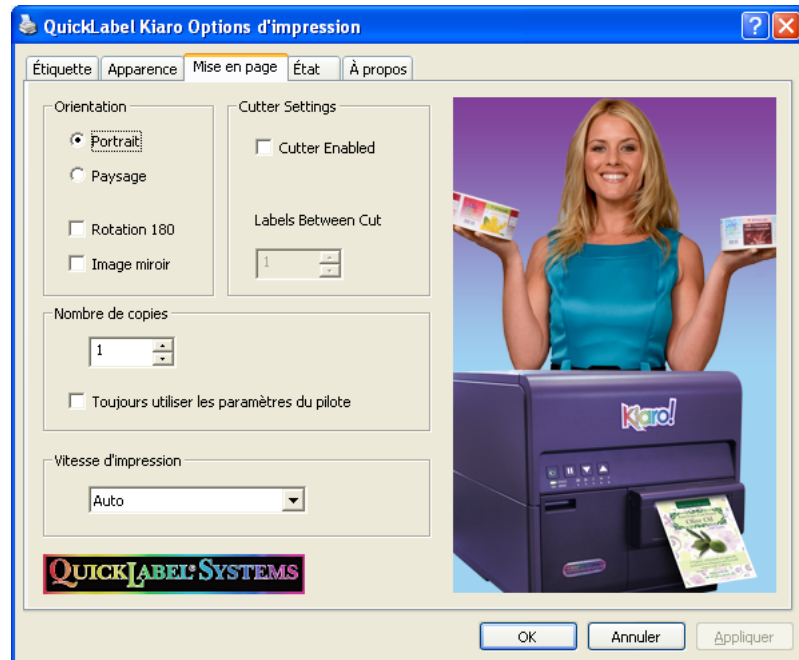 QuickLabel Kiaro Options d'impression
Étiquette Apparence Mise en page État À propos
Orientation
Portrait
Paysage
Rotation 180
Image miroir
Cutter Settings
Cutter Enabled
Labels Between Cut
1
Nombre de copies
1
Toujours utiliser les paramètres du pilote
Vitesse d'impression
Auto
QUICKLABEL® SYSTEMS
Kiaro!
Olive Oil
OK Annuler Appliquer